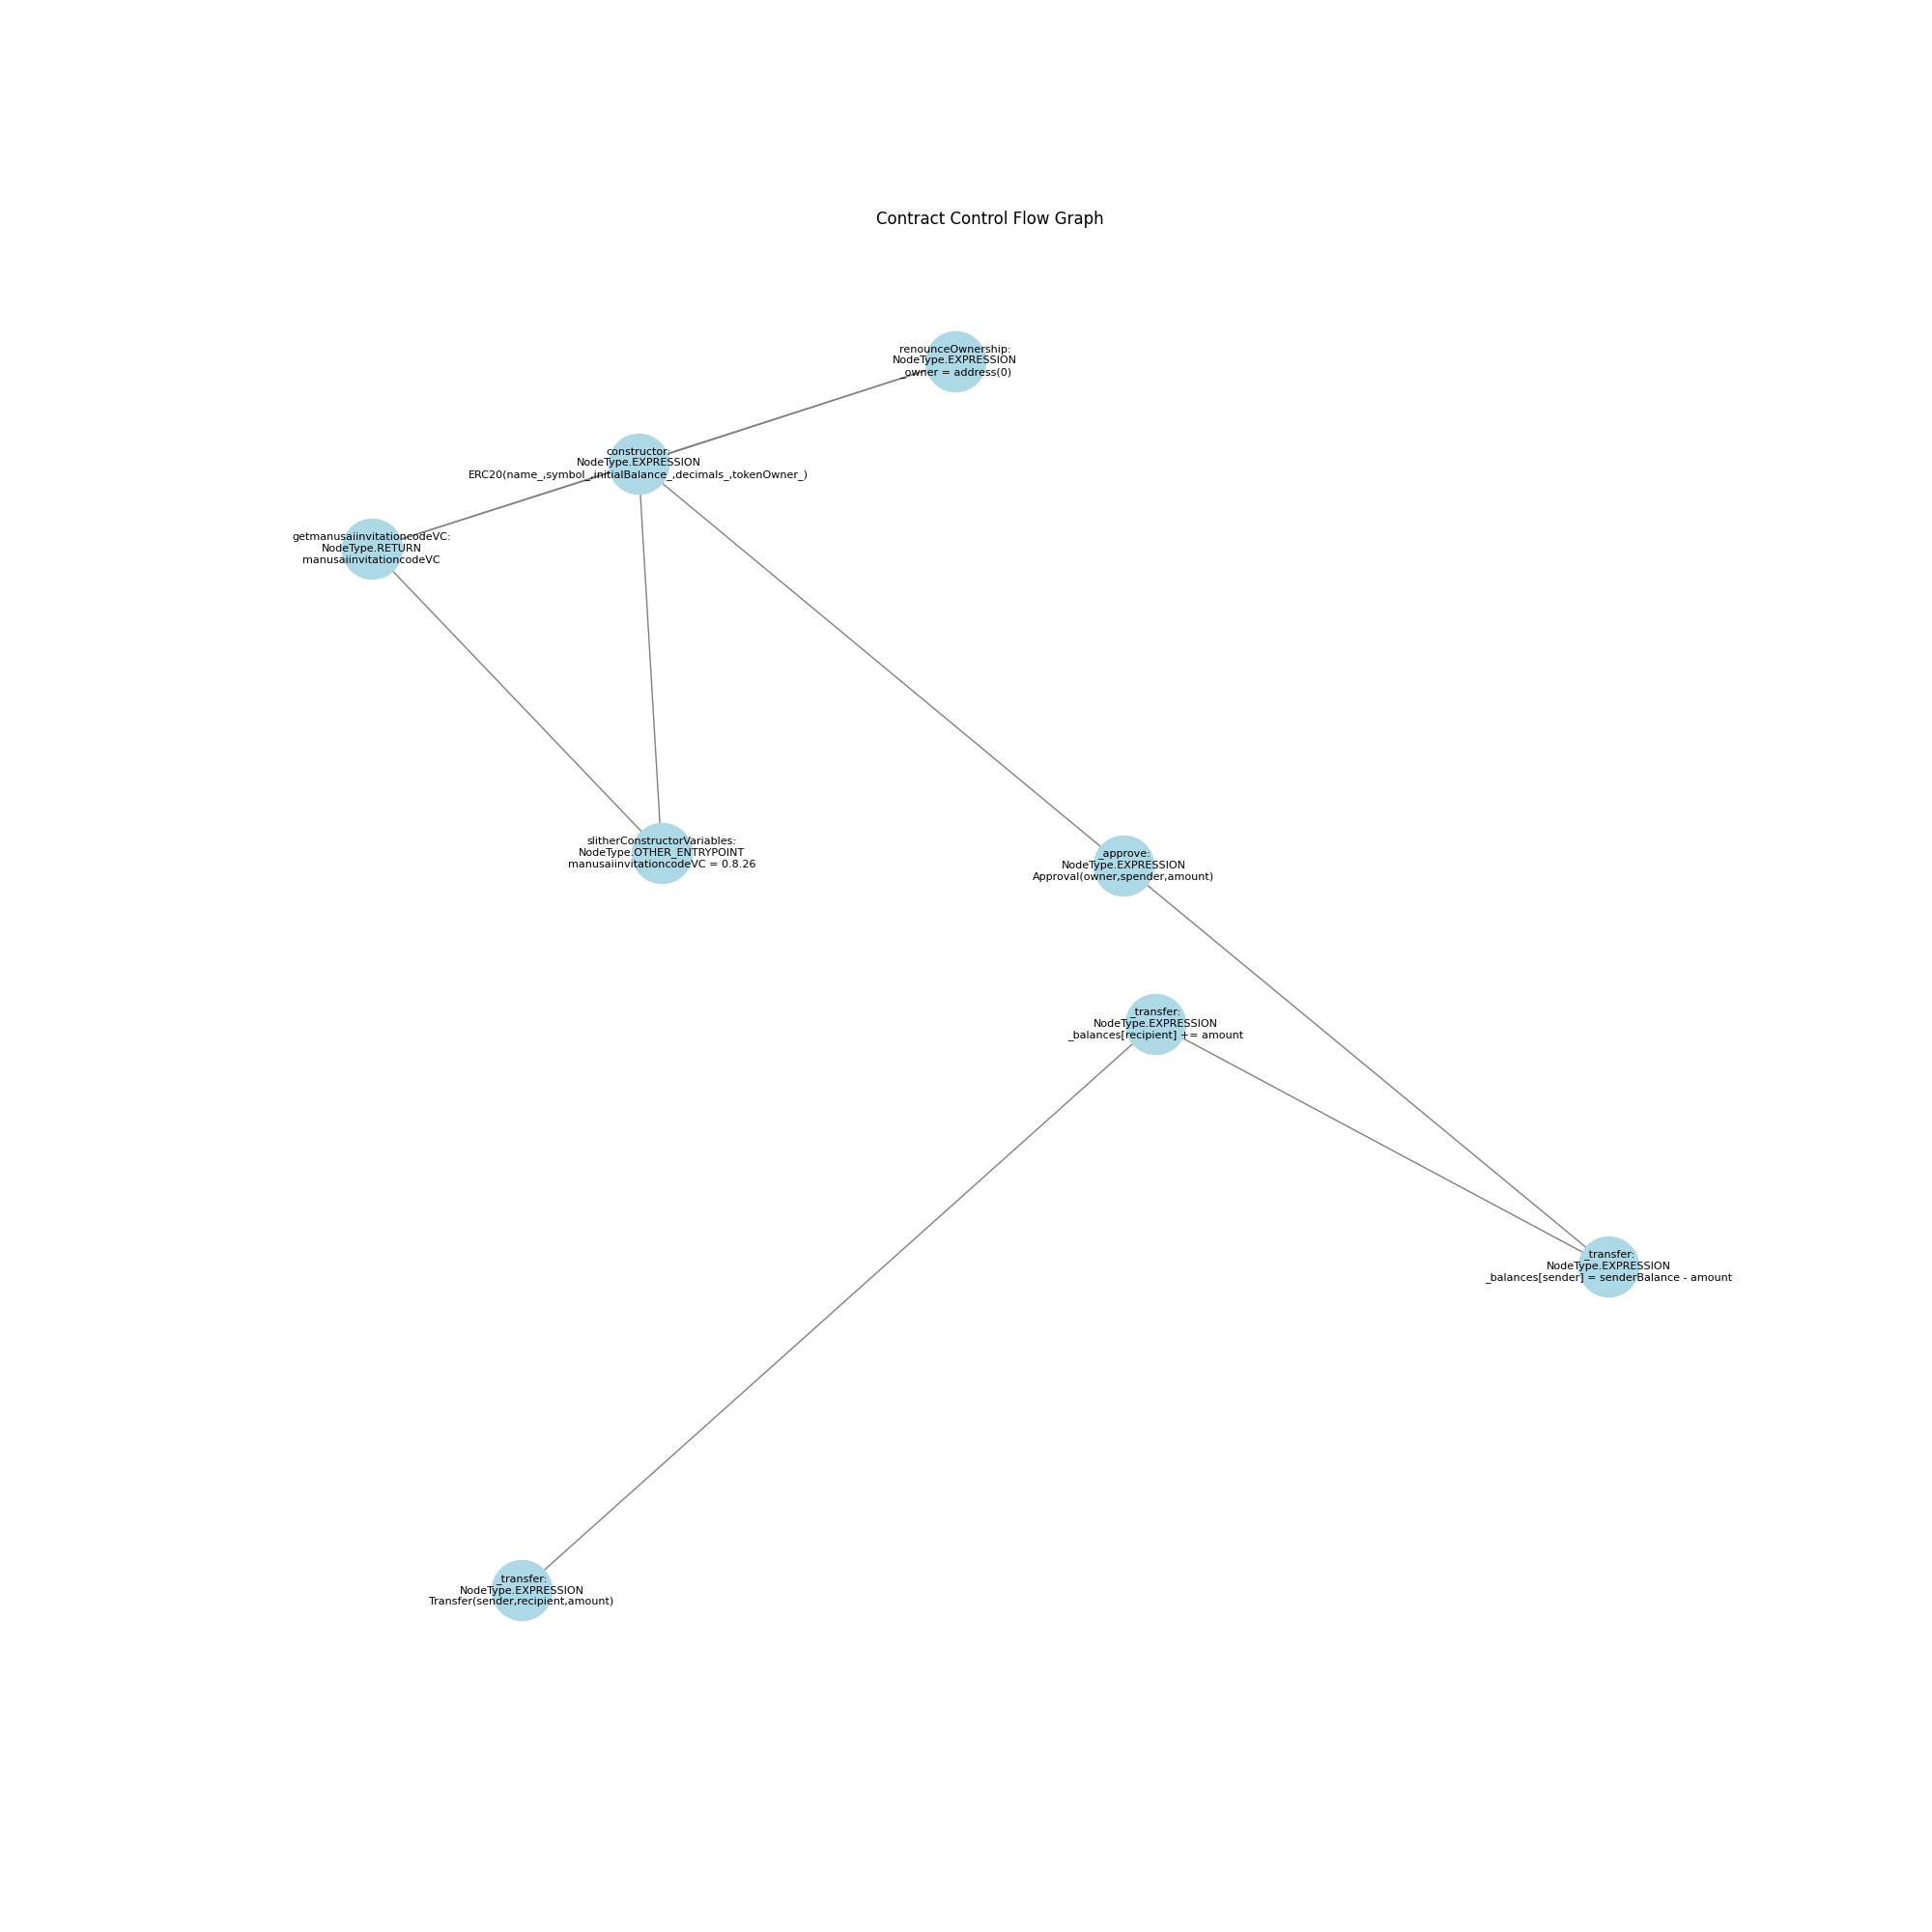 Contract Control Flow Graph
renounceOwnership:
NodeType.EXPRESSION
_owner = address(0)
constructor:
NodeType.EXPRESSION
ERC20(name_,symbol_,initialBalance_,decimals_,tokenOwner_)
getmanusaiinvitationcodeVC:
NodeType.RETURN
manusaiinvitationcodeVC
slitherConstructorVariables:
NodeType.OTHER_ENTRYPOINT
manusaiinvitationcodeVC = 0.8.26
_approve:
NodeType.EXPRESSION
Approval(owner,spender,amount)
_transfer:
NodeType.EXPRESSION
_balances[recipient] += amount
_transfer:
NodeType.EXPRESSION
_balances[sender] = senderBalance - amount
_transfer:
NodeType.EXPRESSION
Transfer(sender,recipient,amount)